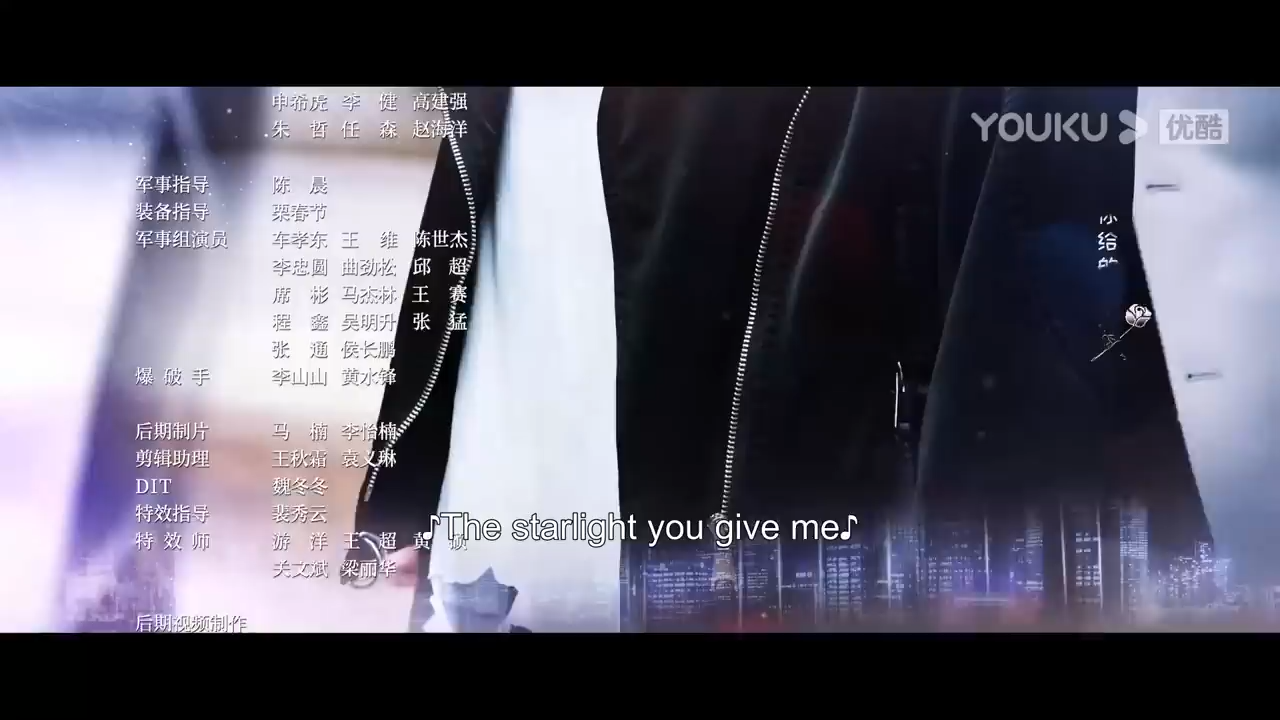 申希虎 李 健 高建强
朱 哲 任 森 赵海洋
YOUKU 优酷
军事指导 陈 晨
装备指导 栗春节
军事组演员 车孝东 王 维 陈世杰
李忠圆 曲劲松 邱 超
席 彬 马杰林 王 赛
程 鑫 吴明升 张 猛
张 通 侯长鹏
爆 破 手 李山山 黄水锋
你给的
后期制片 马 楠 李怡楠
剪辑助理 王秋霜 袁义琳
DIT 魏冬冬
特效指导 裴秀云
♪The starlight you give me♪
特 效 师 游 洋 王 超 黄 硕
关文斌 梁丽华
后期视频制作